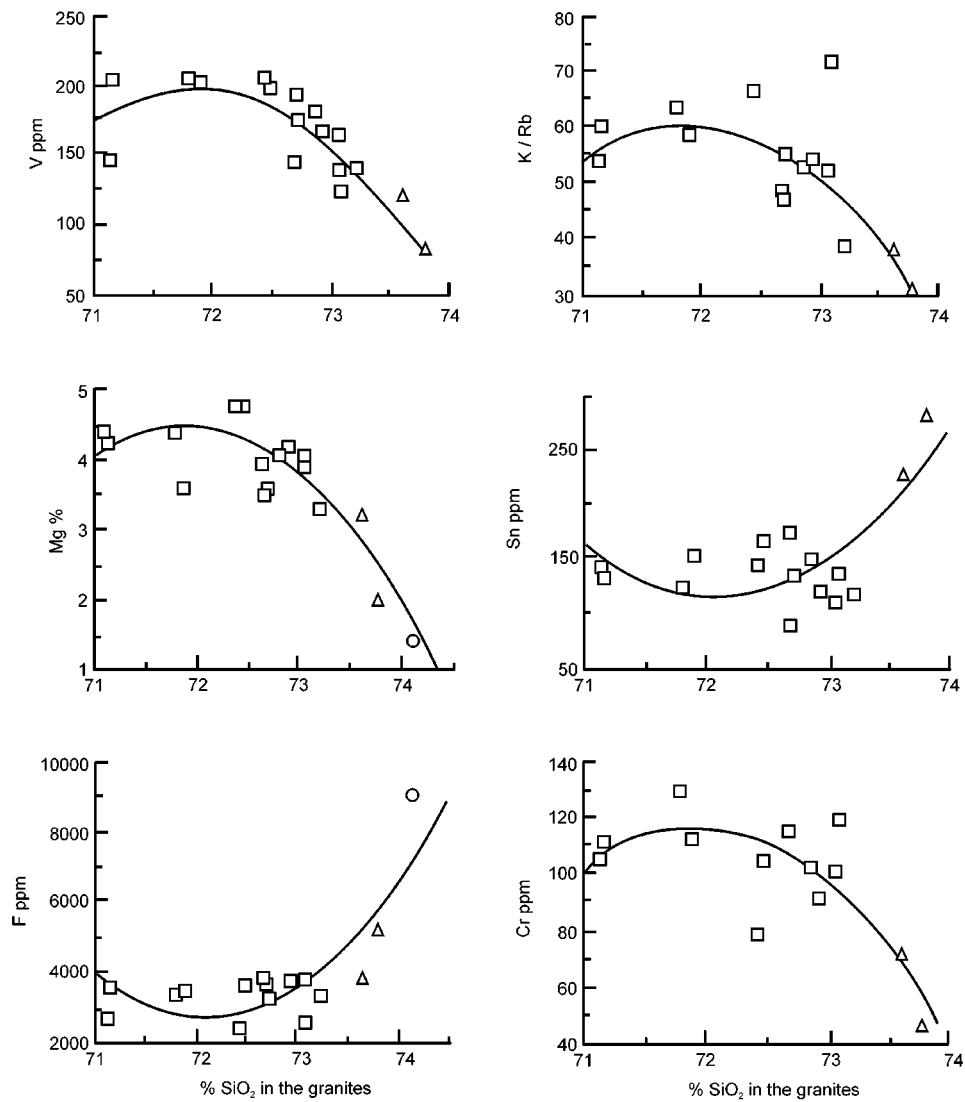 V ppm
250
200
150
100
50
71 72 73 74
K / Rb
80
70
60
50
40
30
71 72 73 74
Mg %
5
4
3
2
1
71 72 73 74
Sn ppm
250
150
50
71 72 73 74
F ppm
10000
8000
6000
4000
2000
71 72 73 74
% SiO₂ in the granites
Cr ppm
140
120
100
80
60
40
71 72 73 74
% SiO₂ in the granites